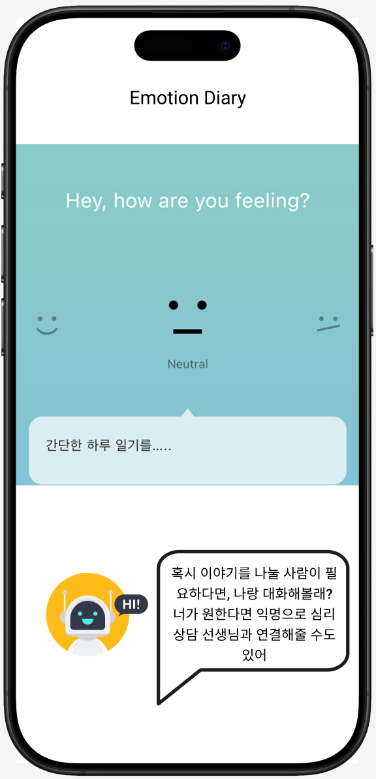 Emotion Diary
Hey, how are you feeling?
Neutral
간단한 하루 일기를…..
HI!
혹시 이야기를 나눌 사람이 필
요하다면, 나랑 대화해볼래?
너가 원한다면 익명으로 심리
상담 선생님과 연결해줄 수도
있어